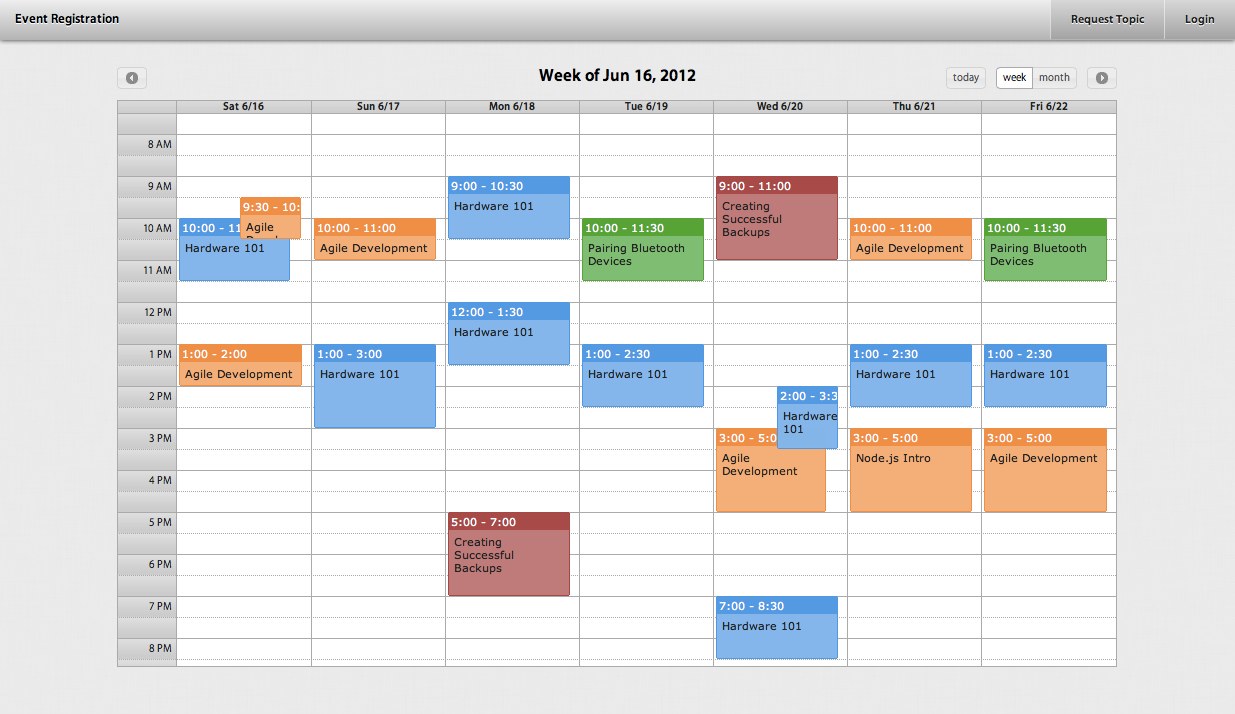 Event Registration
Request Topic
Login
Week of Jun 16, 2012
today
week
month
Sat 6/16
Sun 6/17
Mon 6/18
Tue 6/19
Wed 6/20
Thu 6/21
Fri 6/22
8 AM
9 AM
10 AM
11 AM
12 PM
1 PM
2 PM
3 PM
4 PM
5 PM
6 PM
7 PM
8 PM
9:30 - 10:
Agile
10:00 - 11
Hardware 101
1:00 - 2:00
Agile Development
10:00 - 11:00
Agile Development
1:00 - 3:00
Hardware 101
9:00 - 10:30
Hardware 101
12:00 - 1:30
Hardware 101
5:00 - 7:00
Creating
Successful
Backups
10:00 - 11:30
Pairing Bluetooth
Devices
1:00 - 2:30
Hardware 101
9:00 - 11:00
Creating
Successful
Backups
2:00 - 3:3
Hardware
101
3:00 - 5:0
Agile
Development
7:00 - 8:30
Hardware 101
10:00 - 11:00
Agile Development
1:00 - 2:30
Hardware 101
3:00 - 5:00
Node.js Intro
10:00 - 11:30
Pairing Bluetooth
Devices
1:00 - 2:30
Hardware 101
3:00 - 5:00
Agile Development